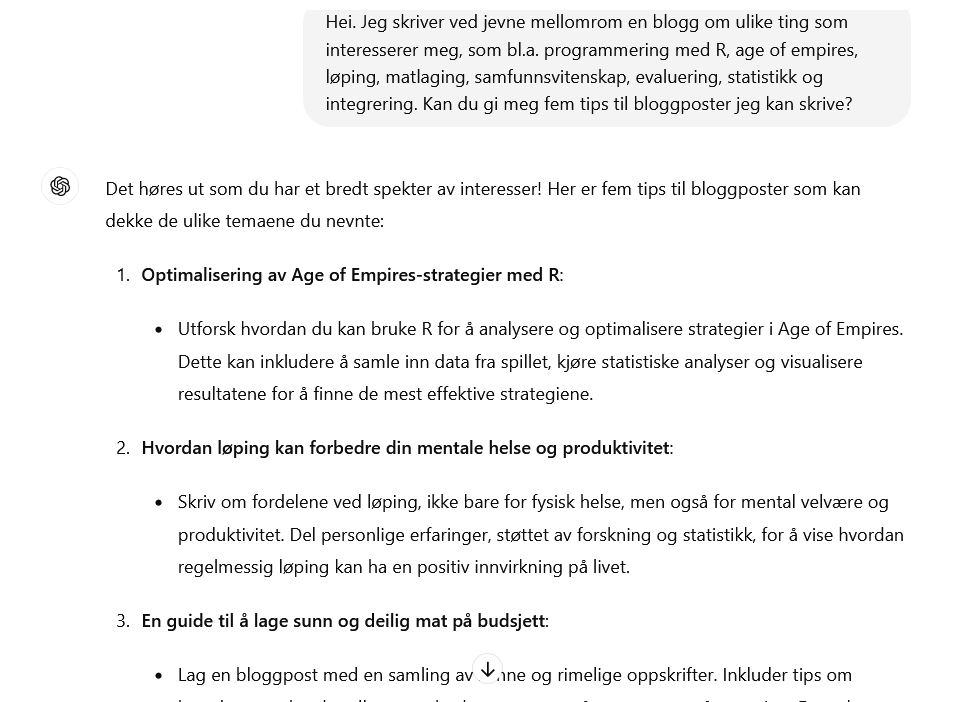 Hei. Jeg skriver ved jevne mellomrom en blogg om ulike ting som
interesserer meg, som bl.a. programmering med R, age of empires,
løping, matlaging, samfunnsvitenskap, evaluering, statistikk og
integrering. Kan du gi meg fem tips til bloggposter jeg kan skrive?
Det høres ut som du har et bredt spekter av interesser! Her er fem tips til bloggposter som kan
dekke de ulike temaene du nevnte:
1. Optimalisering av Age of Empires-strategier med R:
• Utforsk hvordan du kan bruke R for å analysere og optimalisere strategier i Age of Empires.
Dette kan inkludere å samle inn data fra spillet, kjøre statistiske analyser og visualisere
resultatene for å finne de mest effektive strategiene.
2. Hvordan løping kan forbedre din mentale helse og produktivitet:
• Skriv om fordelene ved løping, ikke bare for fysisk helse, men også for mental velvære og
produktivitet. Del personlige erfaringer, støttet av forskning og statistikk, for å vise hvordan
regelmessig løping kan ha en positiv innvirkning på livet.
3. En guide til å lage sunn og deilig mat på budsjett:
• Lag en bloggpost med en samling av og rimelige oppskrifter. Inkluder tips om